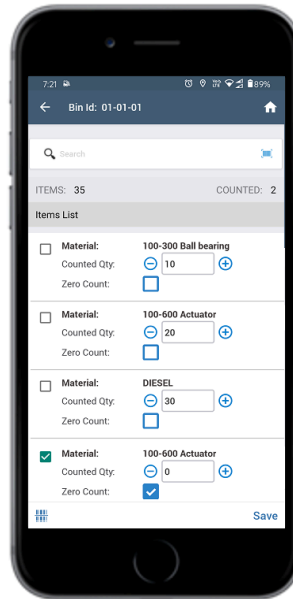 7:21 89%
Bin Id: 01-01-01
Search
ITEMS: 35 COUNTED: 2
Items List
Material: 100-300 Ball bearing
Counted Qty: 10
Zero Count:
Material: 100-600 Actuator
Counted Qty: 20
Zero Count:
Material: DIESEL
Counted Qty: 30
Zero Count:
Material: 100-600 Actuator
Counted Qty: 0
Zero Count:
Save